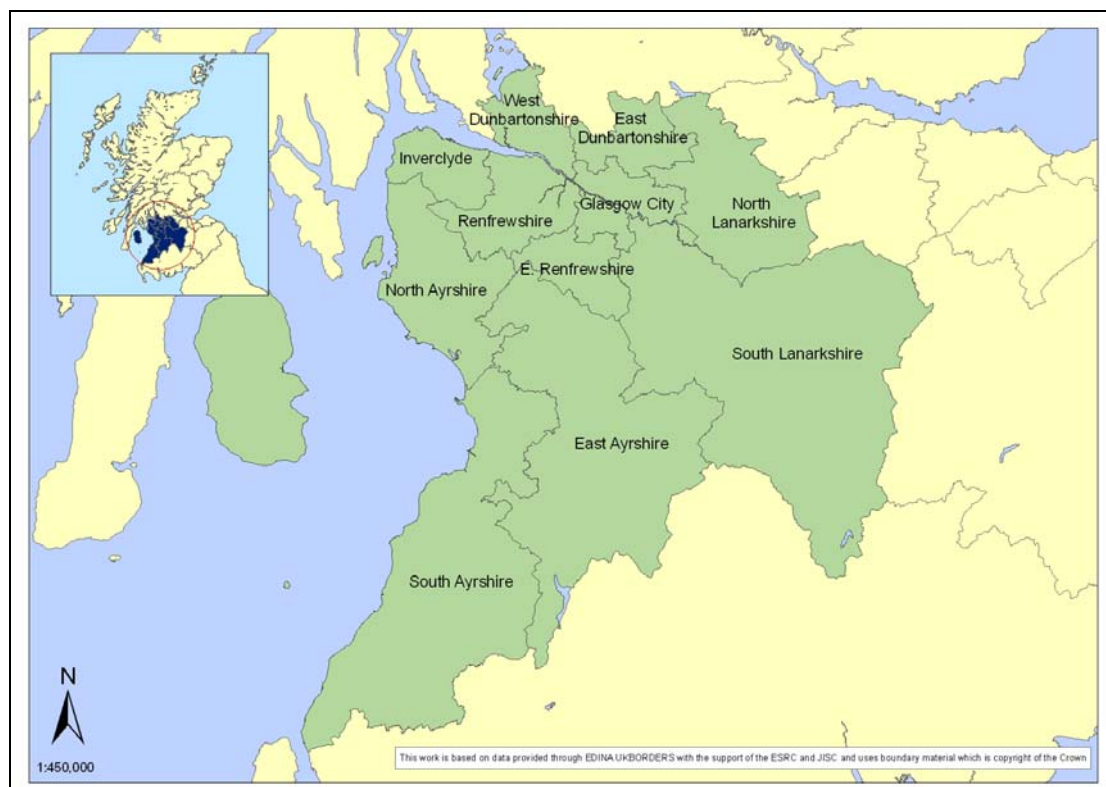 West
Dunbartonshire
East
Dunbartonshire
Inverclyde
Glasgow City
North
Lanarkshire
Renfrewshire
E. Renfrewshire
North Ayrshire
South Lanarkshire
East Ayrshire
South Ayrshire
N
1:450,000
This work is based on data provided through EDINA UKBORDERS with the support of the ESRC and JISC and uses boundary material which is copyright of the Crown